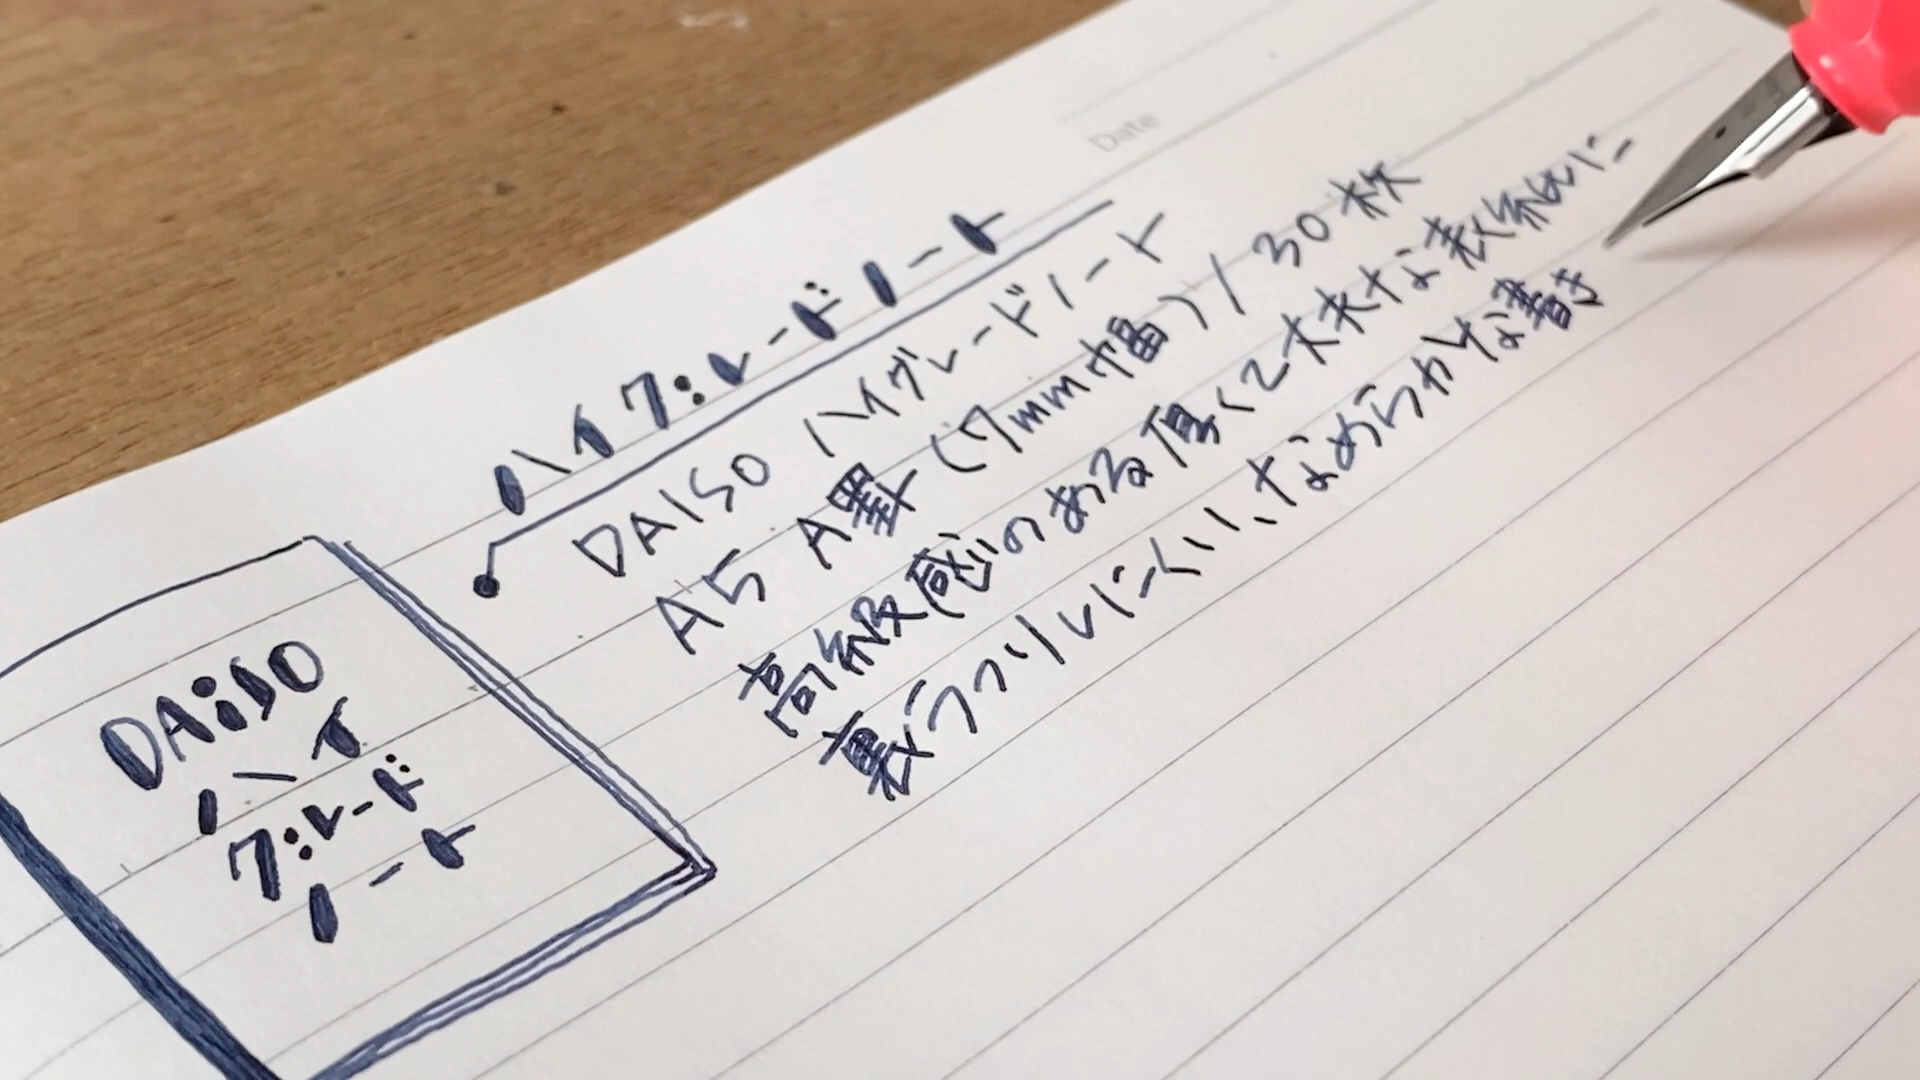 Date
ハイグレードノート
DAISO ハイグレードノート
A5 A罫 (7mm幅) / 30枚
高級感のある厚くて丈夫な表紙に
裏うつりしにくい、なめらかな書き
DAiSO
ハイ
グレード
ノート